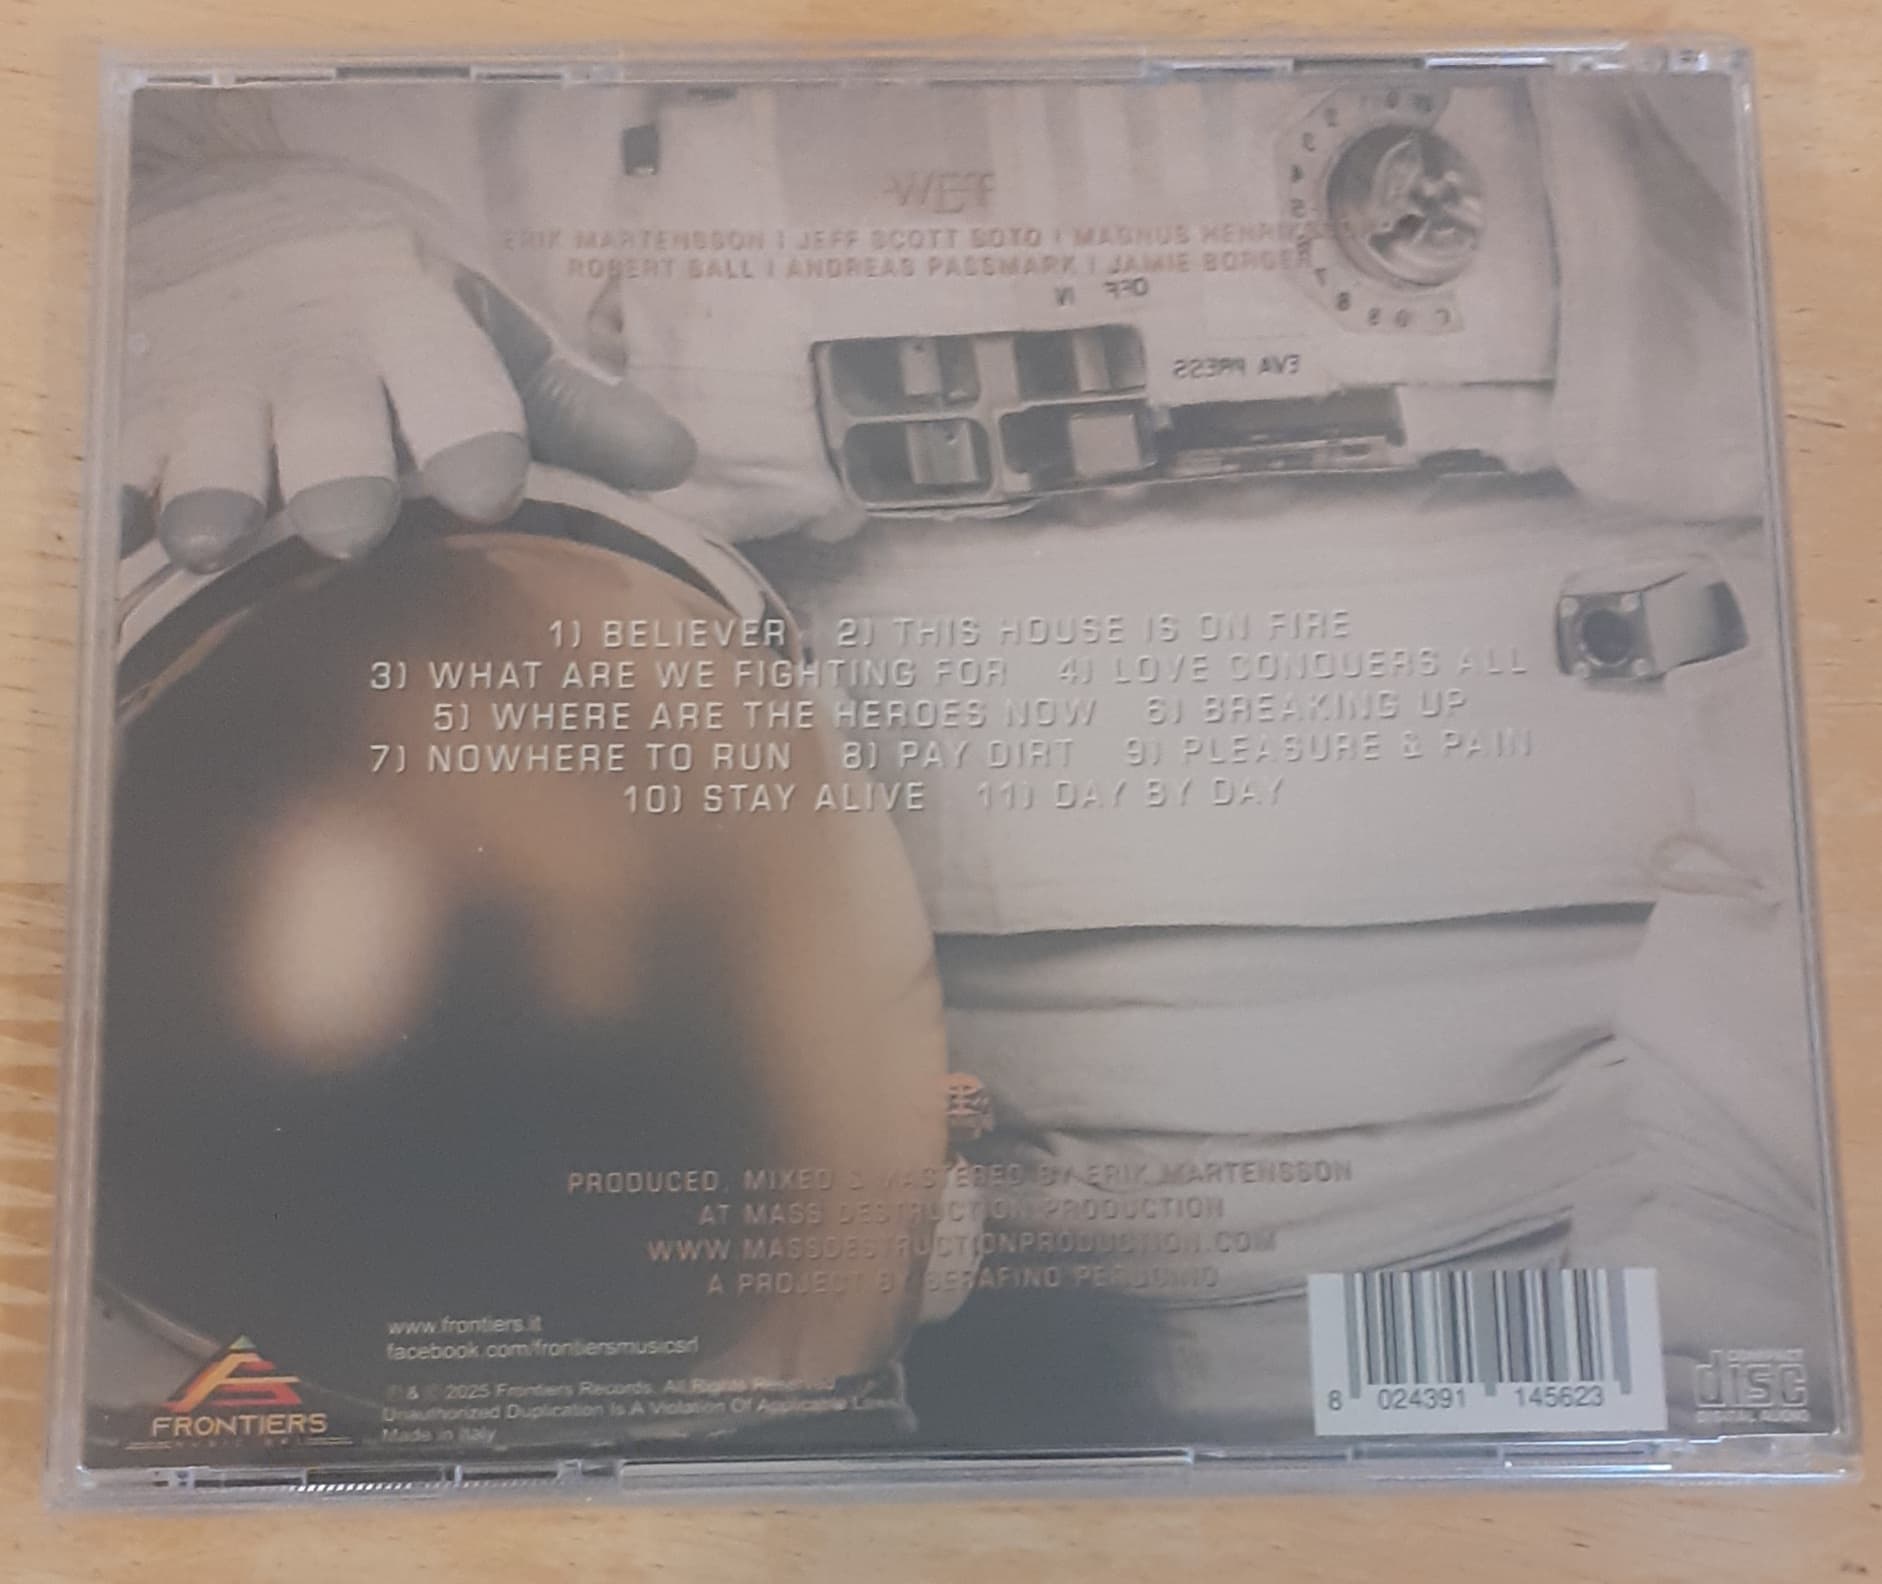 W.E.T.
ERIK MARTENSSON | JEFF SCOTT SOTO | MAGNUS HENRIKSSON
ROBERT SALL | ANDREAS PASSMARK | JAMIE BORGER
IN OFF
EVA PRESS
1) BELIEVER 2) THIS HOUSE IS ON FIRE
3) WHAT ARE WE FIGHTING FOR 4) LOVE CONQUERS ALL
5) WHERE ARE THE HEROES NOW 6) BREAKING UP
7) NOWHERE TO RUN 8) PAY DIRT 9) PLEASURE & PAIN
10) STAY ALIVE 11) DAY BY DAY
PRODUCED, MIXED & MASTERED BY ERIK MARTENSSON
AT MASS DESTRUCTION PRODUCTION
WWW.MASSDESTRUCTIONPRODUCTION.COM
A PROJECT BY SERAFINO PERUGINO
www.frontiers.it
facebook.com/frontiersmusicsrl
℗ & © 2025 Frontiers Records. All Rights Reserved.
Unauthorized Duplication Is A Violation Of Applicable Laws
Made in Italy
FRONTIERS
8 024391 145623
COMPACT
disc
DIGITAL AUDIO